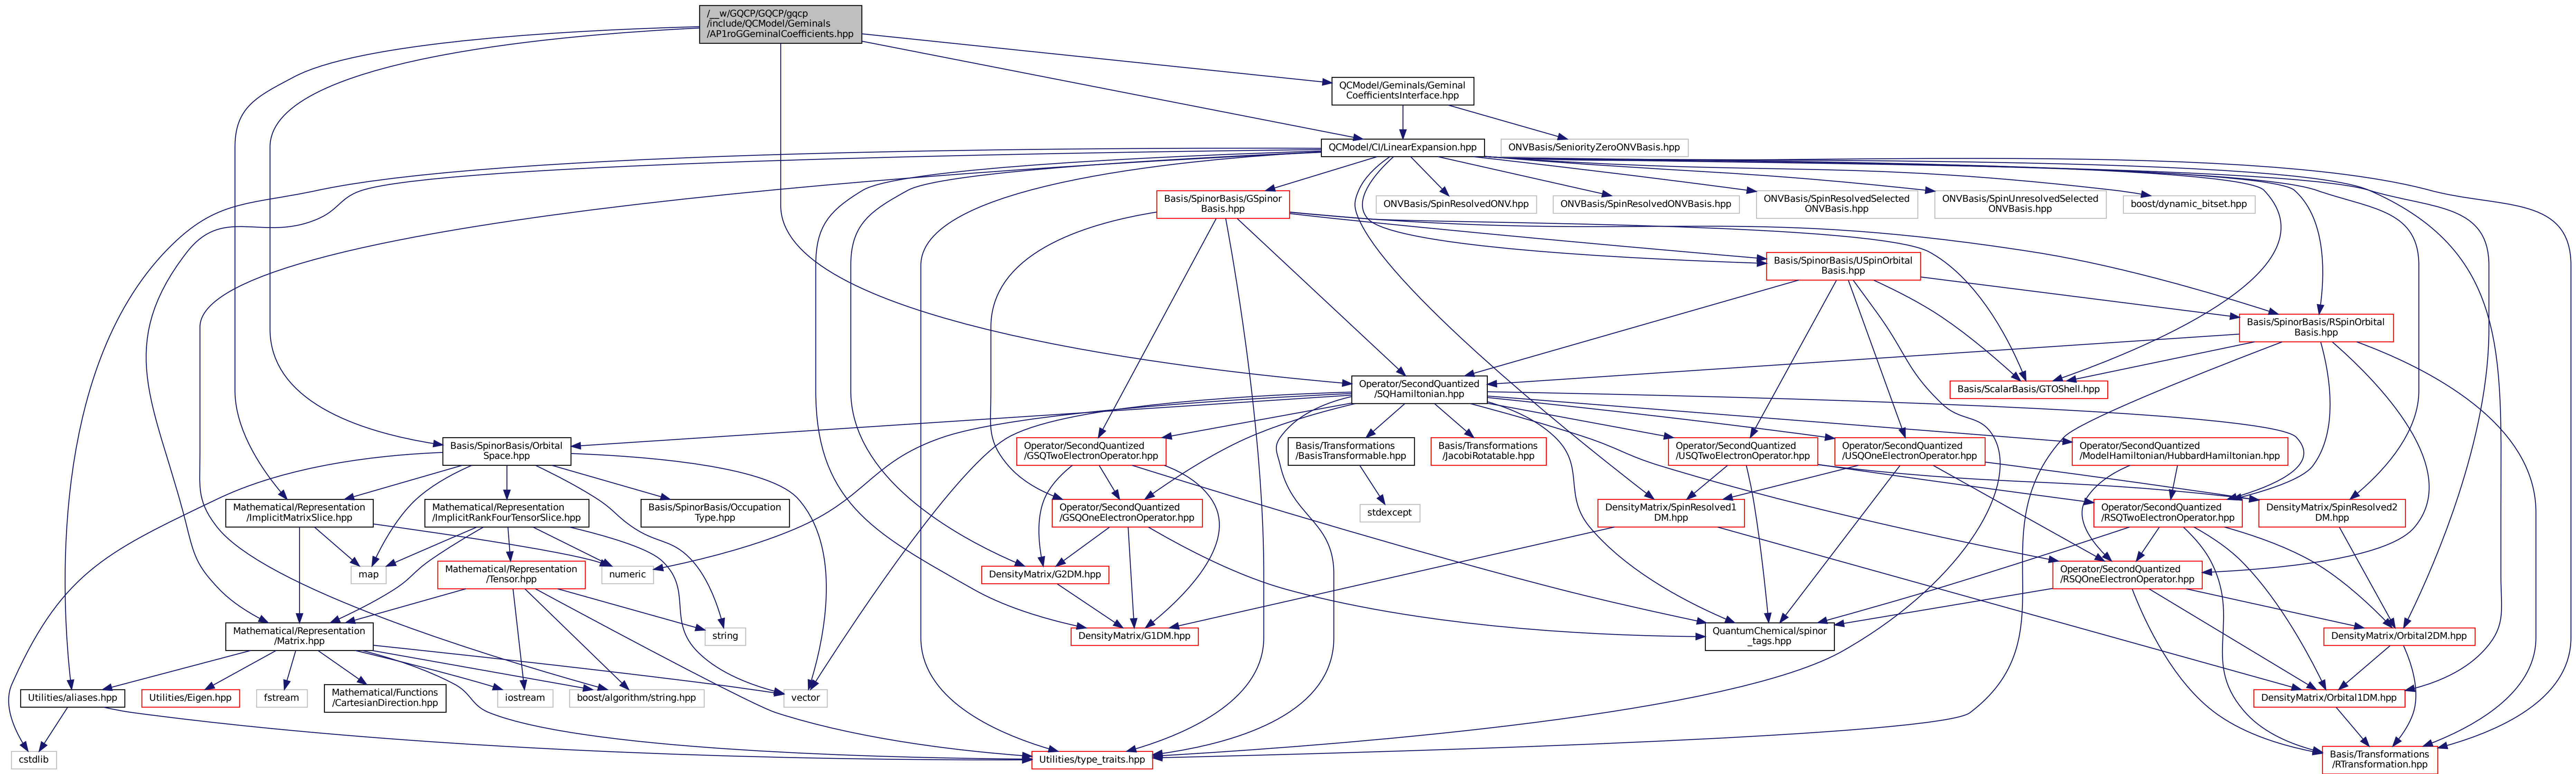 /__w/GQCP/GQCP/gqcp
/include/QCModel/Geminals
/AP1roGGeminalCoefficients.hpp
QCModel/Geminals/Geminal
CoefficientsInterface.hpp
QCModel/CI/LinearExpansion.hpp
ONVBasis/SeniorityZeroONVBasis.hpp
Basis/SpinorBasis/GSpinor
Basis.hpp
ONVBasis/SpinResolvedONV.hpp
ONVBasis/SpinResolvedONVBasis.hpp
ONVBasis/SpinResolvedSelected
ONVBasis.hpp
ONVBasis/SpinUnresolvedSelected
ONVBasis.hpp
boost/dynamic_bitset.hpp
Basis/SpinorBasis/USpinOrbital
Basis.hpp
Basis/SpinorBasis/RSpinOrbital
Basis.hpp
Operator/SecondQuantized
/SQHamiltonian.hpp
Basis/ScalarBasis/GTOShell.hpp
Basis/SpinorBasis/Orbital
Space.hpp
Operator/SecondQuantized
/GSQTwoElectronOperator.hpp
Basis/Transformations
/BasisTransformable.hpp
Basis/Transformations
/JacobiRotatable.hpp
Operator/SecondQuantized
/USQTwoElectronOperator.hpp
Operator/SecondQuantized
/USQOneElectronOperator.hpp
Operator/SecondQuantized
/ModelHamiltonian/HubbardHamiltonian.hpp
Mathematical/Representation
/ImplicitMatrixSlice.hpp
Mathematical/Representation
/ImplicitRankFourTensorSlice.hpp
Basis/SpinorBasis/Occupation
Type.hpp
Operator/SecondQuantized
/GSQOneElectronOperator.hpp
stdexcept
DensityMatrix/SpinResolved1
DM.hpp
Operator/SecondQuantized
/RSQTwoElectronOperator.hpp
DensityMatrix/SpinResolved2
DM.hpp
map
Mathematical/Representation
/Tensor.hpp
numeric
DensityMatrix/G2DM.hpp
Operator/SecondQuantized
/RSQOneElectronOperator.hpp
Mathematical/Representation
/Matrix.hpp
string
DensityMatrix/G1DM.hpp
QuantumChemical/spinor
_tags.hpp
DensityMatrix/Orbital2DM.hpp
Utilities/aliases.hpp
Utilities/Eigen.hpp
fstream
Mathematical/Functions
/CartesianDirection.hpp
iostream
boost/algorithm/string.hpp
vector
DensityMatrix/Orbital1DM.hpp
cstdlib
Utilities/type_traits.hpp
Basis/Transformations
/RTransformation.hpp